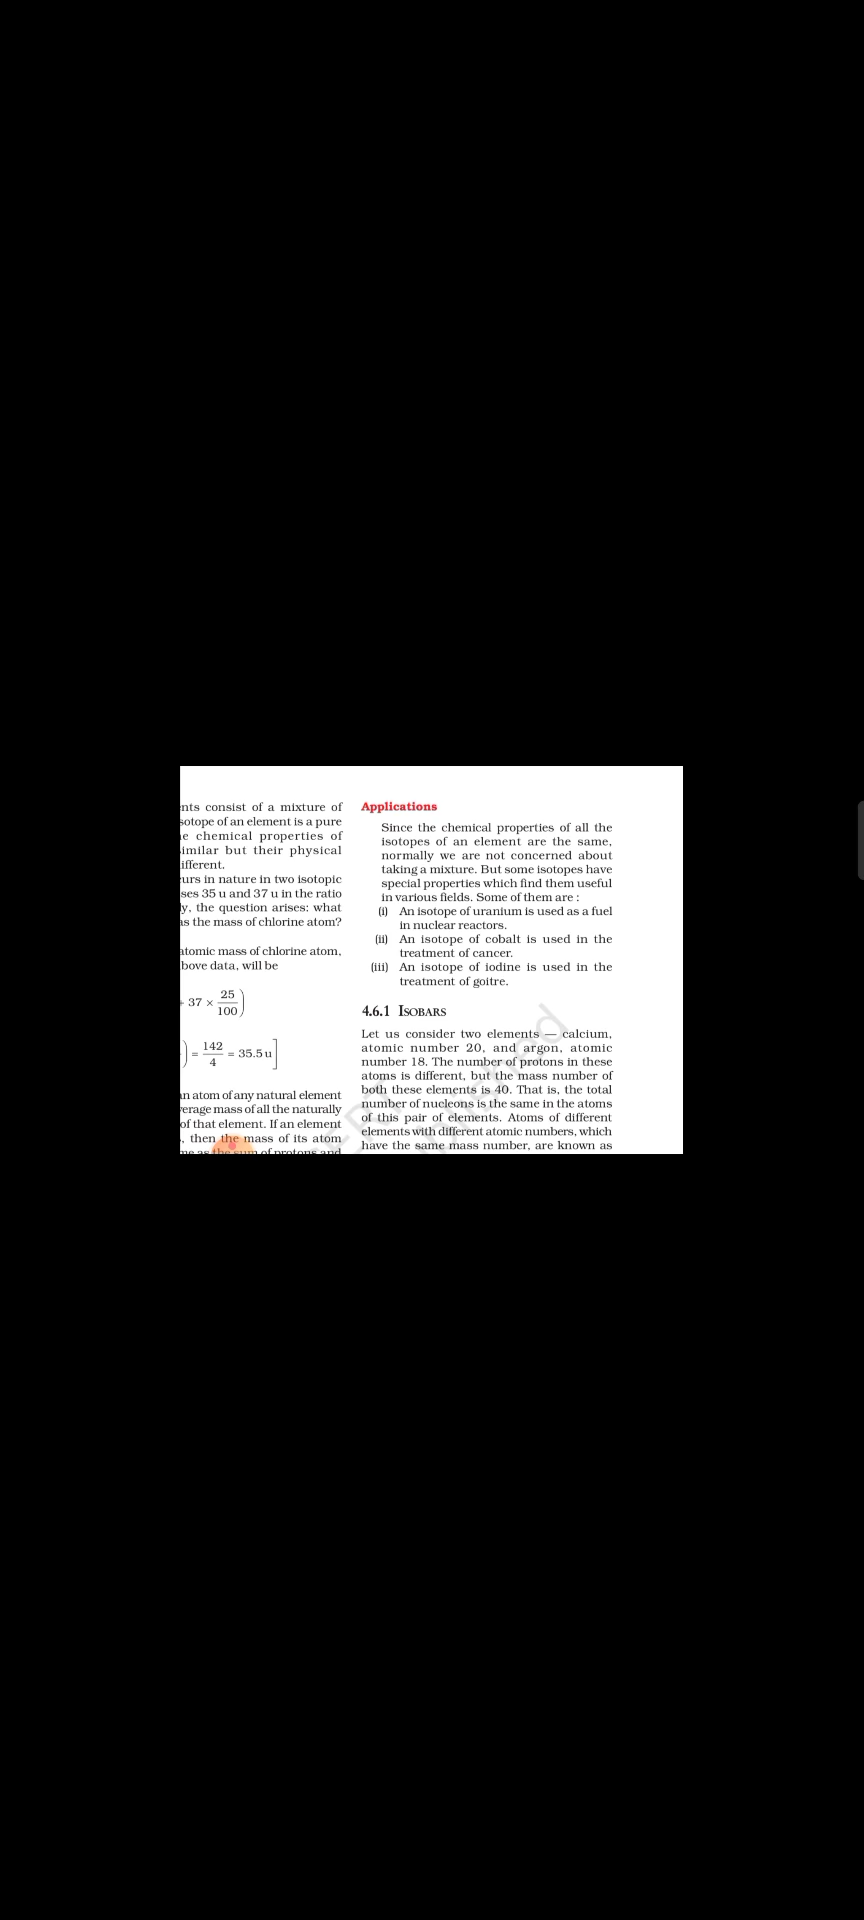 nts consist of a mixture of
sotope of an element is a pure
chemical properties of
imilar but their physical
ifferent.
urs in nature in two isotopic
ses 35 u and 37 u in the ratio
y, the question arises: what
as the mass of chlorine atom?
atomic mass of chlorine atom,
bove data, will be
+ 37 × 25/100 )
) = 142/4 = 35.5 u ]
an atom of any natural element
erage mass of all the naturally
of that element. If an element
, then the mass of its atom
me as the sum of protons and
Applications
Since the chemical properties of all the
isotopes of an element are the same,
normally we are not concerned about
taking a mixture. But some isotopes have
special properties which find them useful
in various fields. Some of them are :
(i) An isotope of uranium is used as a fuel
in nuclear reactors.
(ii) An isotope of cobalt is used in the
treatment of cancer.
(iii) An isotope of iodine is used in the
treatment of goitre.
4.6.1 ISOBARS
Let us consider two elements — calcium,
atomic number 20, and argon, atomic
number 18. The number of protons in these
atoms is different, but the mass number of
both these elements is 40. That is, the total
number of nucleons is the same in the atoms
of this pair of elements. Atoms of different
elements with different atomic numbers, which
have the same mass number, are known as